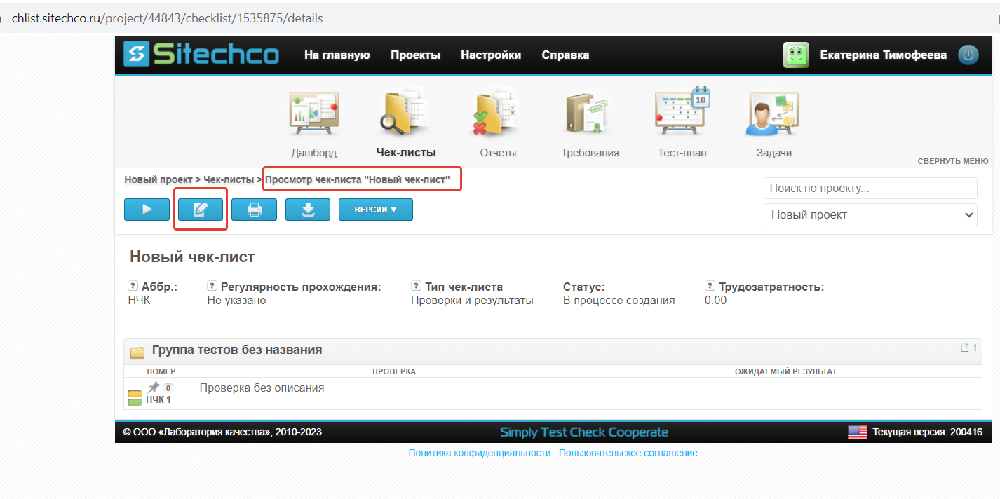 chlist.sitechco.ru/project/44843/checklist/1535875/details
Sitechco На главную Проекты Настройки Справка Екатерина Тимофеева
10
Дашборд Чек-листы Отчеты Требования Тест-план Задачи
СВЕРНУТЬ МЕНЮ
Новый проект > Чек-листы > Просмотр чек-листа "Новый чек-лист"
Поиск по проекту...
ВЕРСИИ ▼
Новый проект
Новый чек-лист
? Аббр.: ? Регулярность прохождения: ? Тип чек-листа Статус: ? Трудозатратность:
НЧК Не указано Проверки и результаты В процессе создания 0.00
Группа тестов без названия 1
НОМЕР ПРОВЕРКА ОЖИДАЕМЫЙ РЕЗУЛЬТАТ
0 Проверка без описания
НЧК 1
© ООО «Лаборатория качества», 2010-2023 Simply Test Check Cooperate Текущая версия: 200416
Политика конфиденциальности Пользовательское соглашение